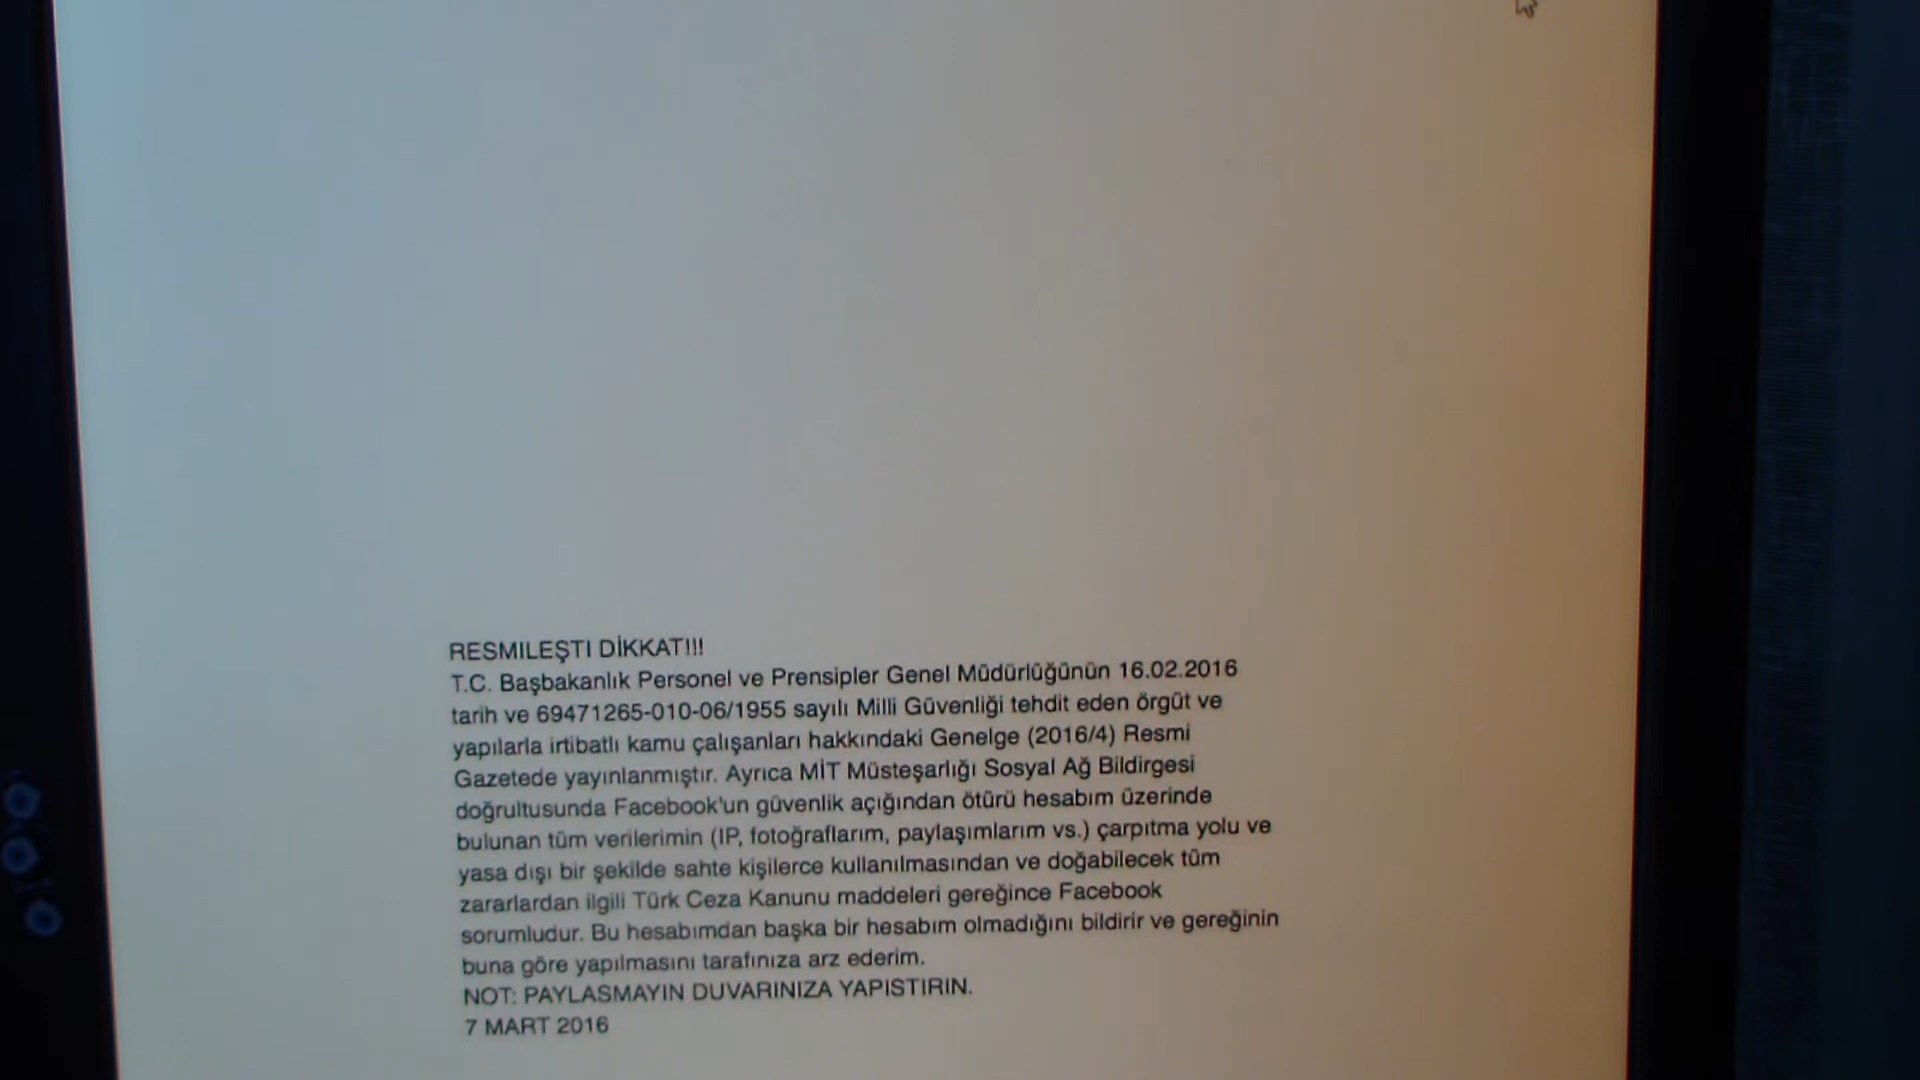 RESMILEŞTI DİKKAT!!!
T.C. Başbakanlık Personel ve Prensipler Genel Müdürlüğünün 16.02.2016
tarih ve 69471265-010-06/1955 sayılı Milli Güvenliği tehdit eden örgüt ve
yapılarla irtibatlı kamu çalışanları hakkındaki Genelge (2016/4) Resmi
Gazetede yayınlanmıştır. Ayrıca MİT Müsteşarlığı Sosyal Ağ Bildirgesi
doğrultusunda Facebook'un güvenlik açığından ötürü hesabım üzerinde
bulunan tüm verilerimin (IP, fotoğraflarım, paylaşımlarım vs.) çarpıtma yolu ve
yasa dışı bir şekilde sahte kişilerce kullanılmasından ve doğabilecek tüm
zararlardan ilgili Türk Ceza Kanunu maddeleri gereğince Facebook
sorumludur. Bu hesabımdan başka bir hesabım olmadığını bildirir ve gereğinin
buna göre yapılmasını tarafınıza arz ederim.
NOT: PAYLASMAYIN DUVARINIZA YAPISTIRIN.
7 MART 2016